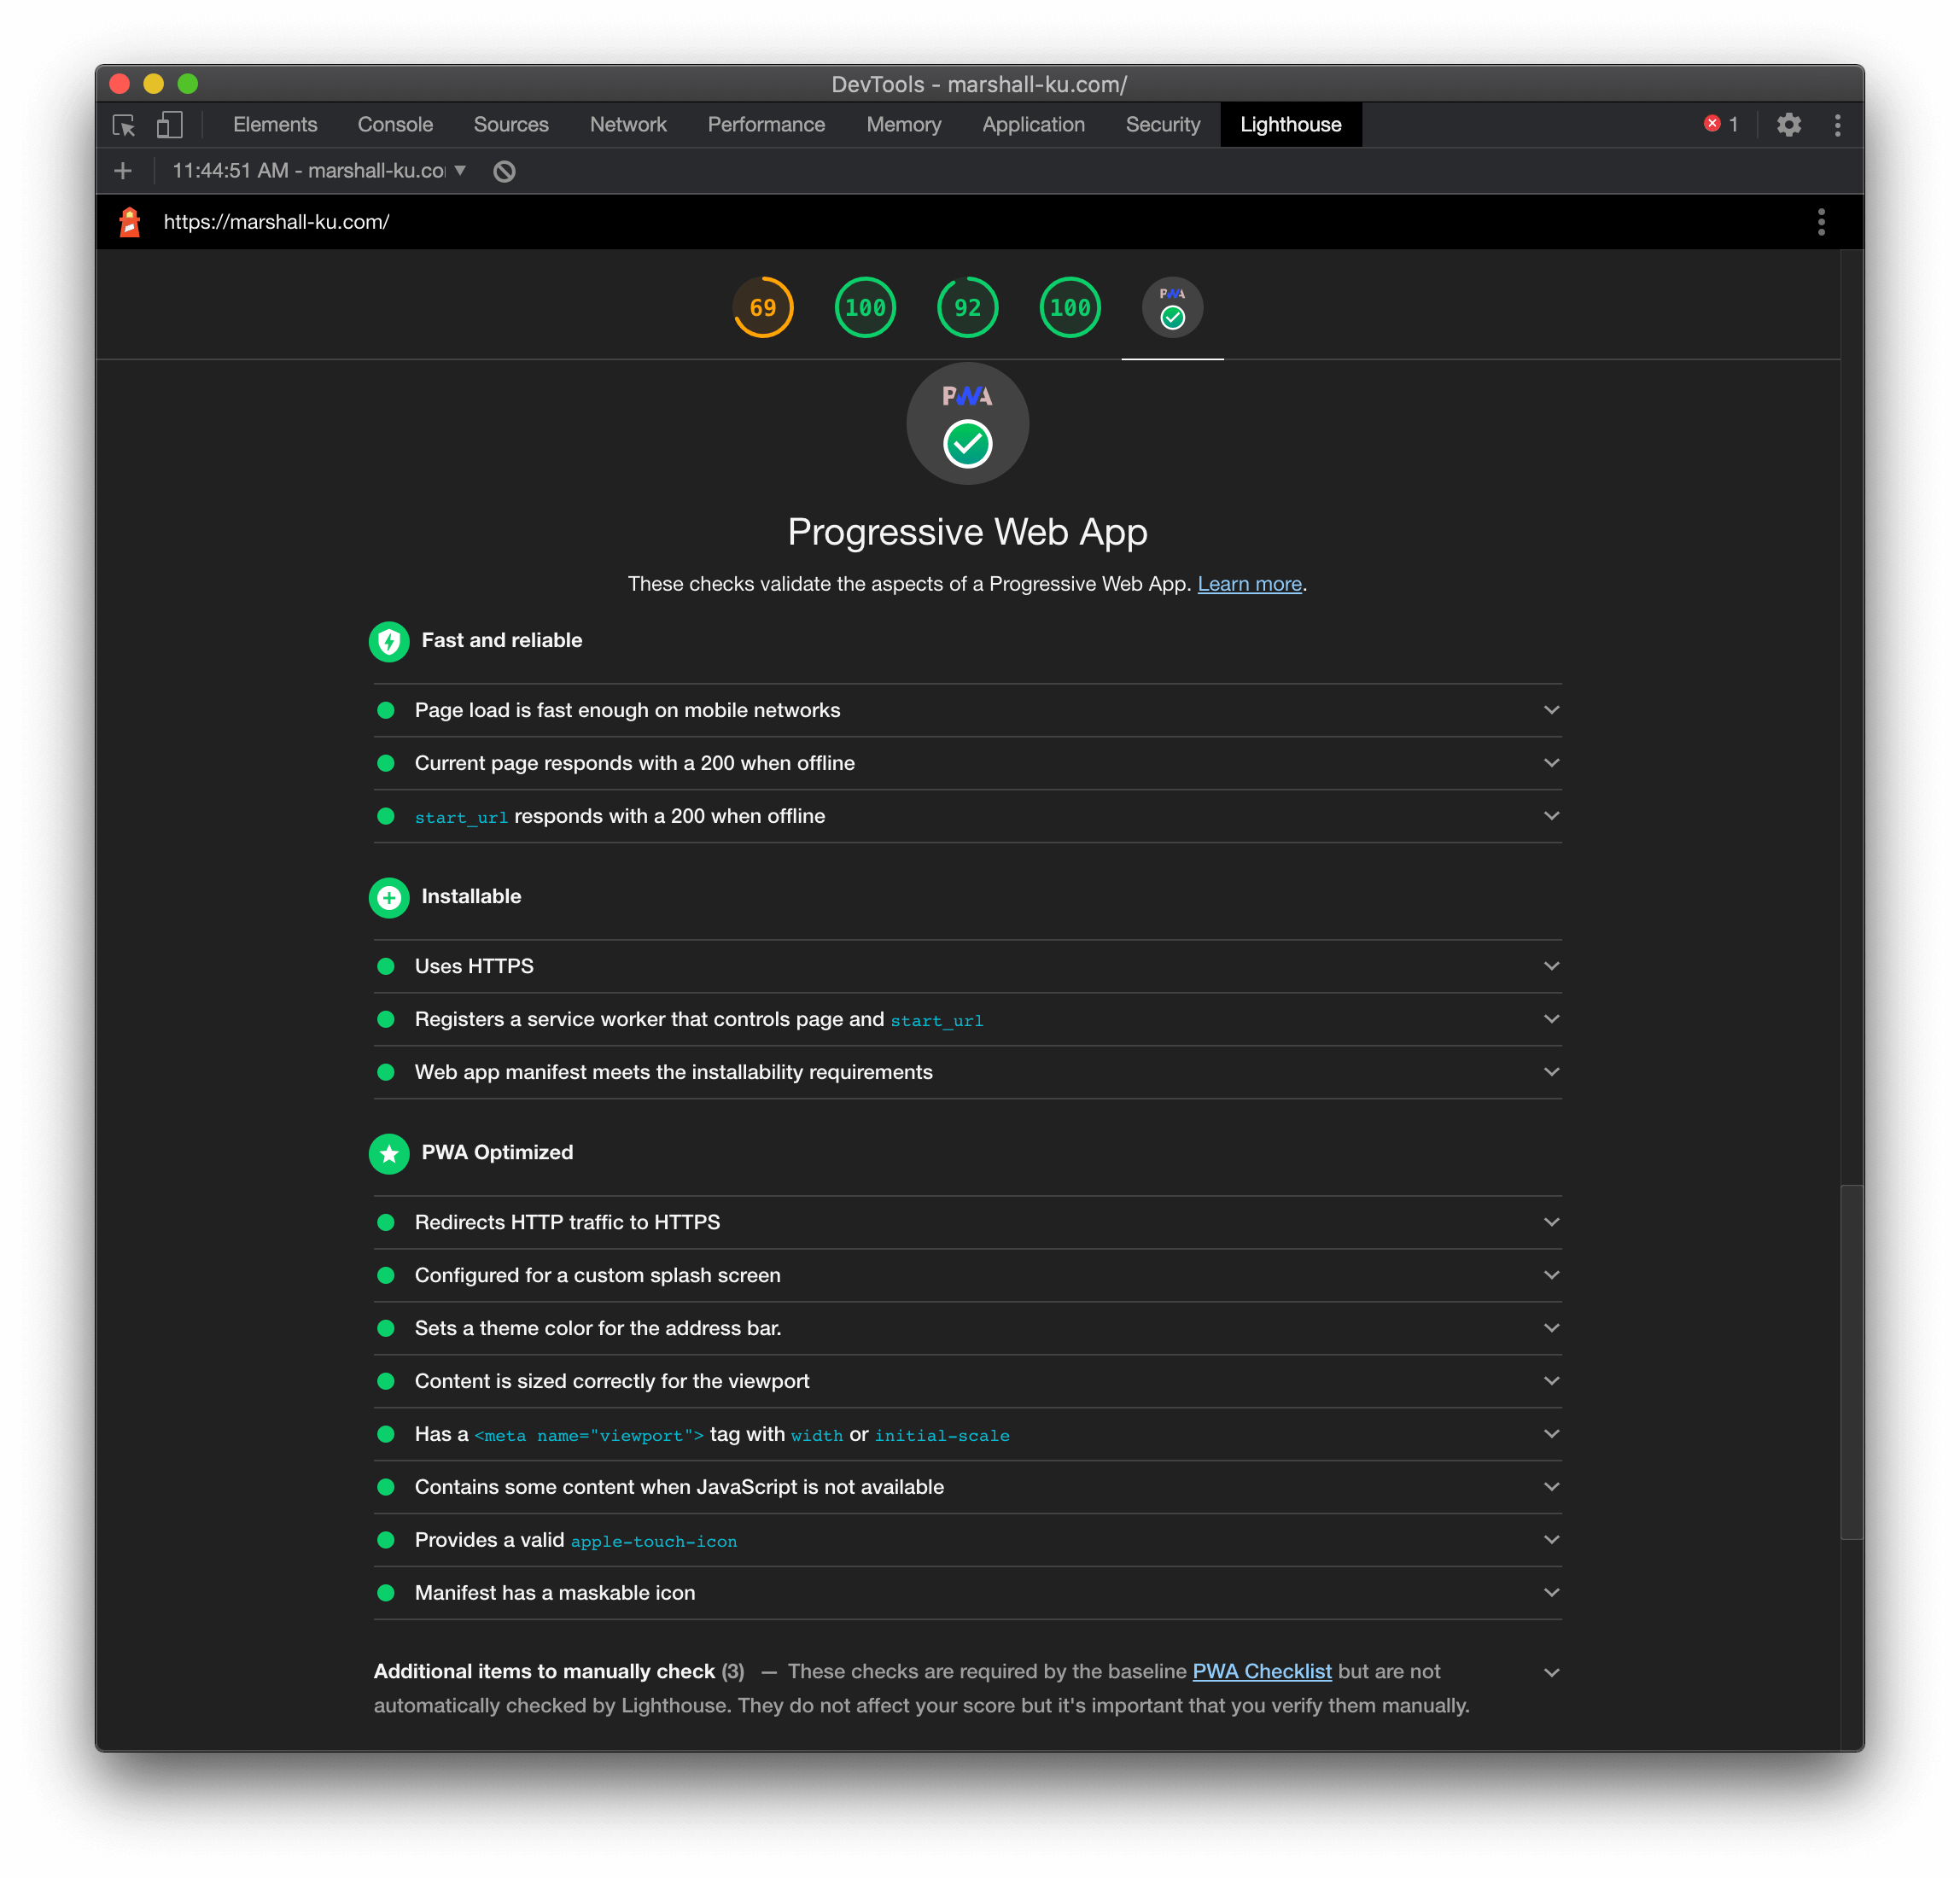 DevTools - marshall-ku.com/
Elements Console Sources Network Performance Memory Application Security Lighthouse 1
11:44:51 AM - marshall-ku.co
https://marshall-ku.com/
69 100 92 100 PWA
PWA
Progressive Web App
These checks validate the aspects of a Progressive Web App. Learn more.
Fast and reliable
Page load is fast enough on mobile networks
Current page responds with a 200 when offline
start_url responds with a 200 when offline
Installable
Uses HTTPS
Registers a service worker that controls page and start_url
Web app manifest meets the installability requirements
PWA Optimized
Redirects HTTP traffic to HTTPS
Configured for a custom splash screen
Sets a theme color for the address bar.
Content is sized correctly for the viewport
Has a <meta name="viewport"> tag with width or initial-scale
Contains some content when JavaScript is not available
Provides a valid apple-touch-icon
Manifest has a maskable icon
Additional items to manually check (3) — These checks are required by the baseline PWA Checklist but are not
automatically checked by Lighthouse. They do not affect your score but it's important that you verify them manually.